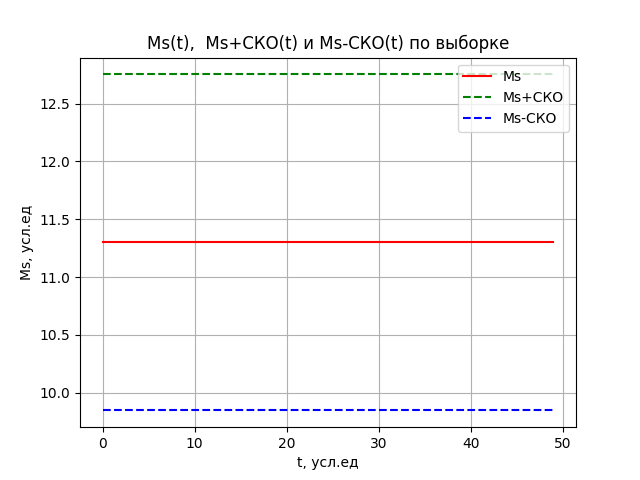 Ms(t),  Ms+СКО(t) и Ms-СКО(t) по выборке
Ms
Ms+СКО
Ms-СКО
Ms, усл.ед
12.5
12.0
11.5
11.0
10.5
10.0
0 10 20 30 40 50
t, усл.ед